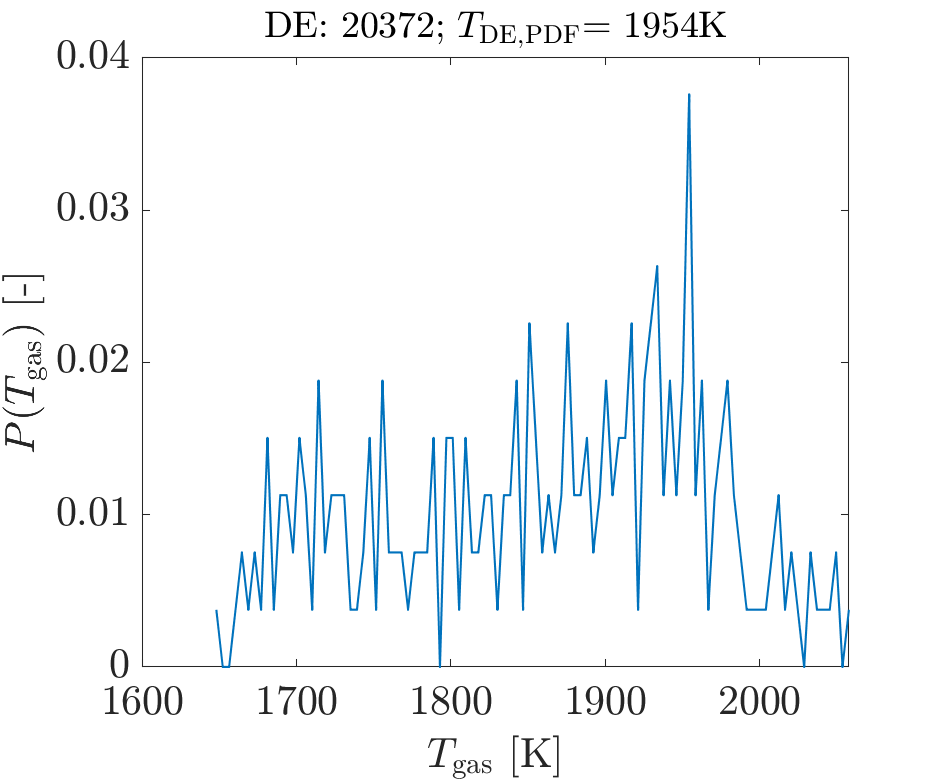 DE: 20372; T_DE,PDF= 1954K
0.04
0.03
0.02
0.01
0
P(T_gas) [-]
1600 1700 1800 1900 2000
T_gas [K]